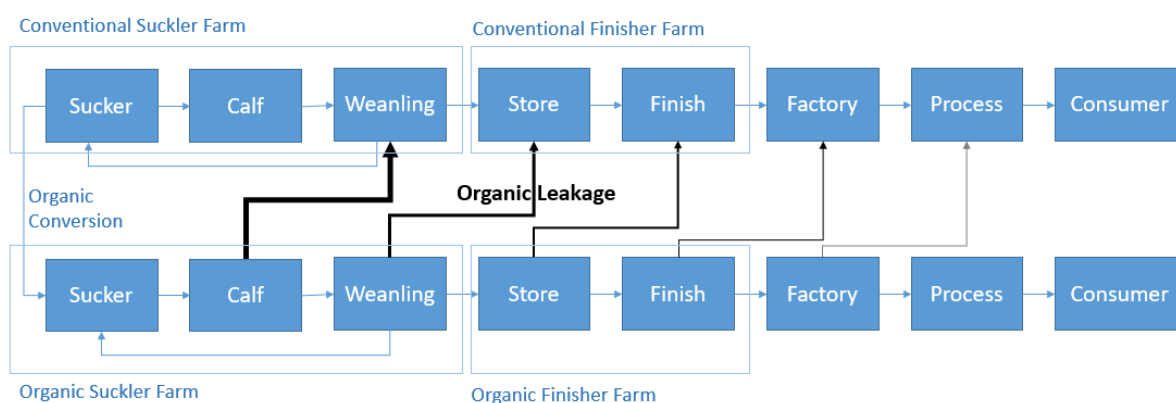 Conventional Suckler Farm
Conventional Finisher Farm
Sucker
Calf
Weanling
Store
Finish
Factory
Process
Consumer
Organic
Conversion
Organic Leakage
Sucker
Calf
Weanling
Store
Finish
Factory
Process
Consumer
Organic Suckler Farm
Organic Finisher Farm